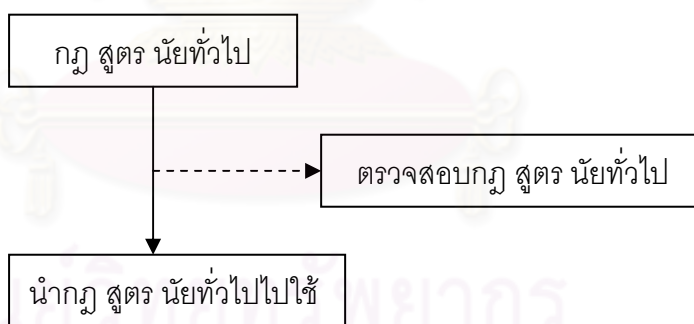 กฎ สูตร นัยทั่วไป
ตรวจสอบกฎ สูตร นัยทั่วไป
นำกฎ สูตร นัยทั่วไปไปใช้